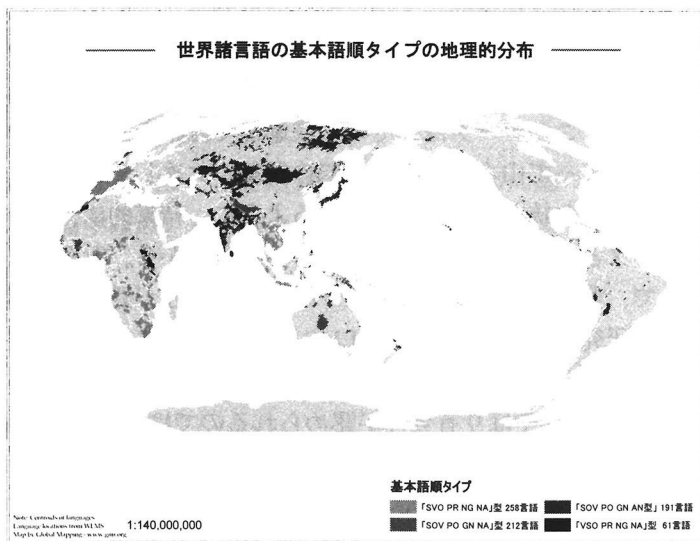 世界諸言語の基本語順タイプの地理的分布
基本語順タイプ
「SVO PR NG NA」型 258言語
「SOV PO GN AN型」 191言語
「SOV PO GN NA」型 212言語
「VSO PR NG NA」型 61言語
Note: Centroids of languages
Language locations from WLMS
Map by Global Mapping - www.gmi.org
1:140,000,000